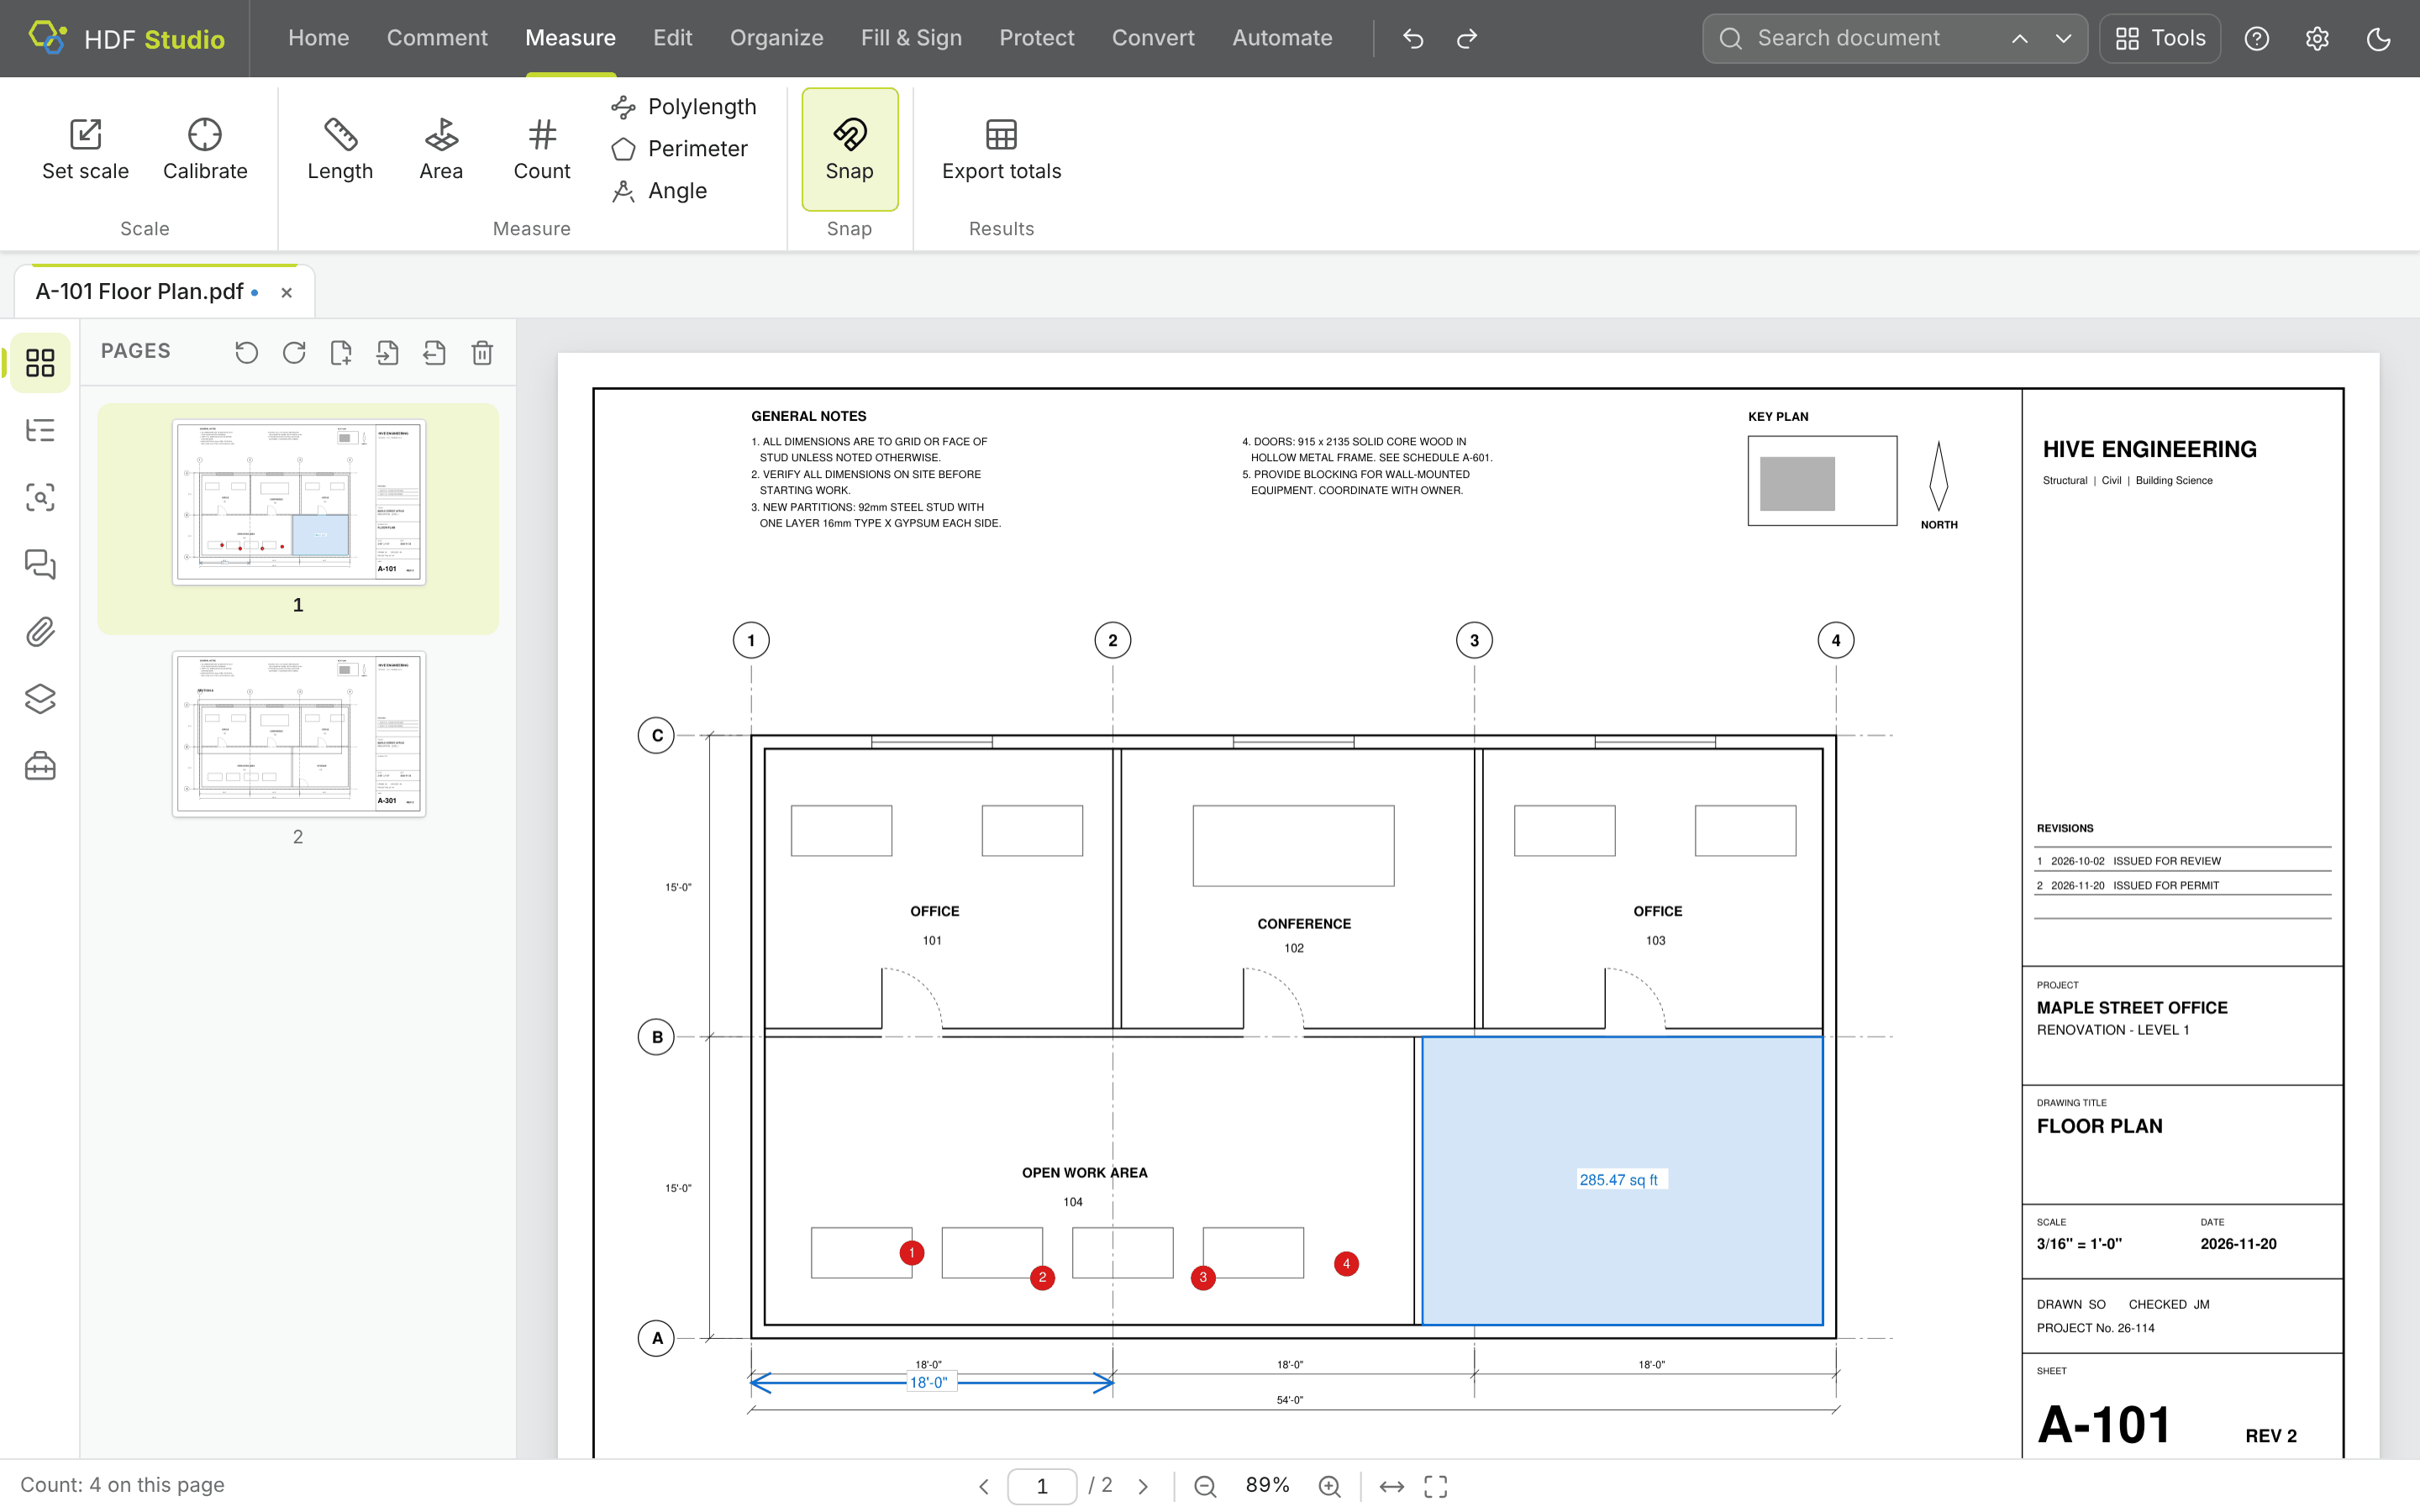 HDF Studio
Home Comment Measure Edit Organize Fill & Sign Protect Convert Automate
Search document
Tools
Set scale
Calibrate
Scale
Length
Area
Count
Polylength
Perimeter
Angle
Measure
Snap
Snap
Export totals
Results
A-101 Floor Plan.pdf
PAGES
1
2
GENERAL NOTES
1. ALL DIMENSIONS ARE TO GRID OR FACE OF
STUD UNLESS NOTED OTHERWISE.
2. VERIFY ALL DIMENSIONS ON SITE BEFORE
STARTING WORK.
3. NEW PARTITIONS: 92mm STEEL STUD WITH
ONE LAYER 16mm TYPE X GYPSUM EACH SIDE.
4. DOORS: 915 x 2135 SOLID CORE WOOD IN
HOLLOW METAL FRAME. SEE SCHEDULE A-601.
5. PROVIDE BLOCKING FOR WALL-MOUNTED
EQUIPMENT. COORDINATE WITH OWNER.
KEY PLAN
NORTH
1 2 3 4
C
B
A
15'-0"
15'-0"
OFFICE
101
CONFERENCE
102
OFFICE
103
OPEN WORK AREA
104
285.47 sq ft
1
2
3
4
18'-0" 18'-0" 18'-0"
18'-0"
54'-0"
HIVE ENGINEERING
Structural | Civil | Building Science
REVISIONS
1 2026-10-02 ISSUED FOR REVIEW
2 2026-11-20 ISSUED FOR PERMIT
PROJECT
MAPLE STREET OFFICE
RENOVATION - LEVEL 1
DRAWING TITLE
FLOOR PLAN
SCALE DATE
3/16" = 1'-0" 2026-11-20
DRAWN SO CHECKED JM
PROJECT No. 26-114
SHEET
A-101 REV 2
A-101
A-301
Count: 4 on this page
1 / 2
89%